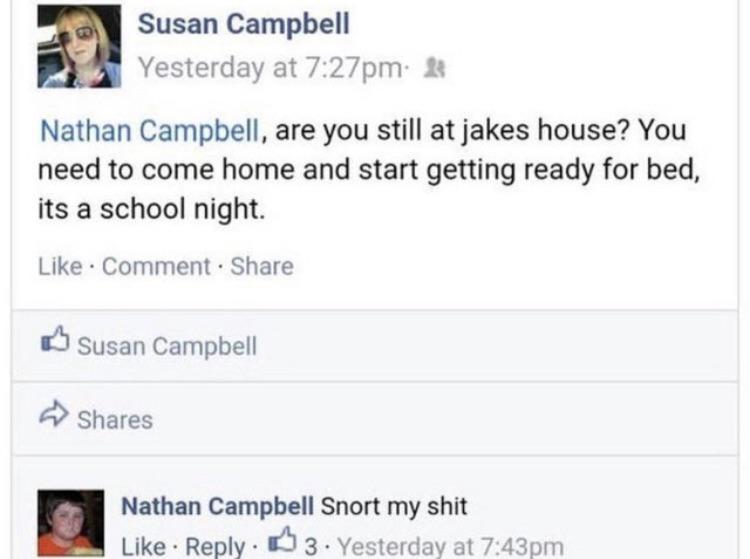 Susan Campbell
Yesterday at 7:27pm·
Nathan Campbell, are you still at jakes house? You
need to come home and start getting ready for bed,
its a school night.
Like · Comment · Share
Susan Campbell
Shares
Nathan Campbell Snort my shit
Like · Reply · 3 · Yesterday at 7:43pm